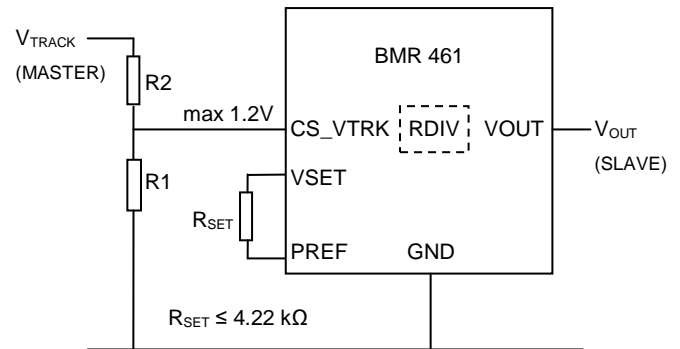 VTRACK
(MASTER)
R2
BMR 461
max 1.2V
CS_VTRK
RDIV
VOUT
VOUT
(SLAVE)
R1
VSET
RSET
PREF
GND
RSET ≤ 4.22 kΩ